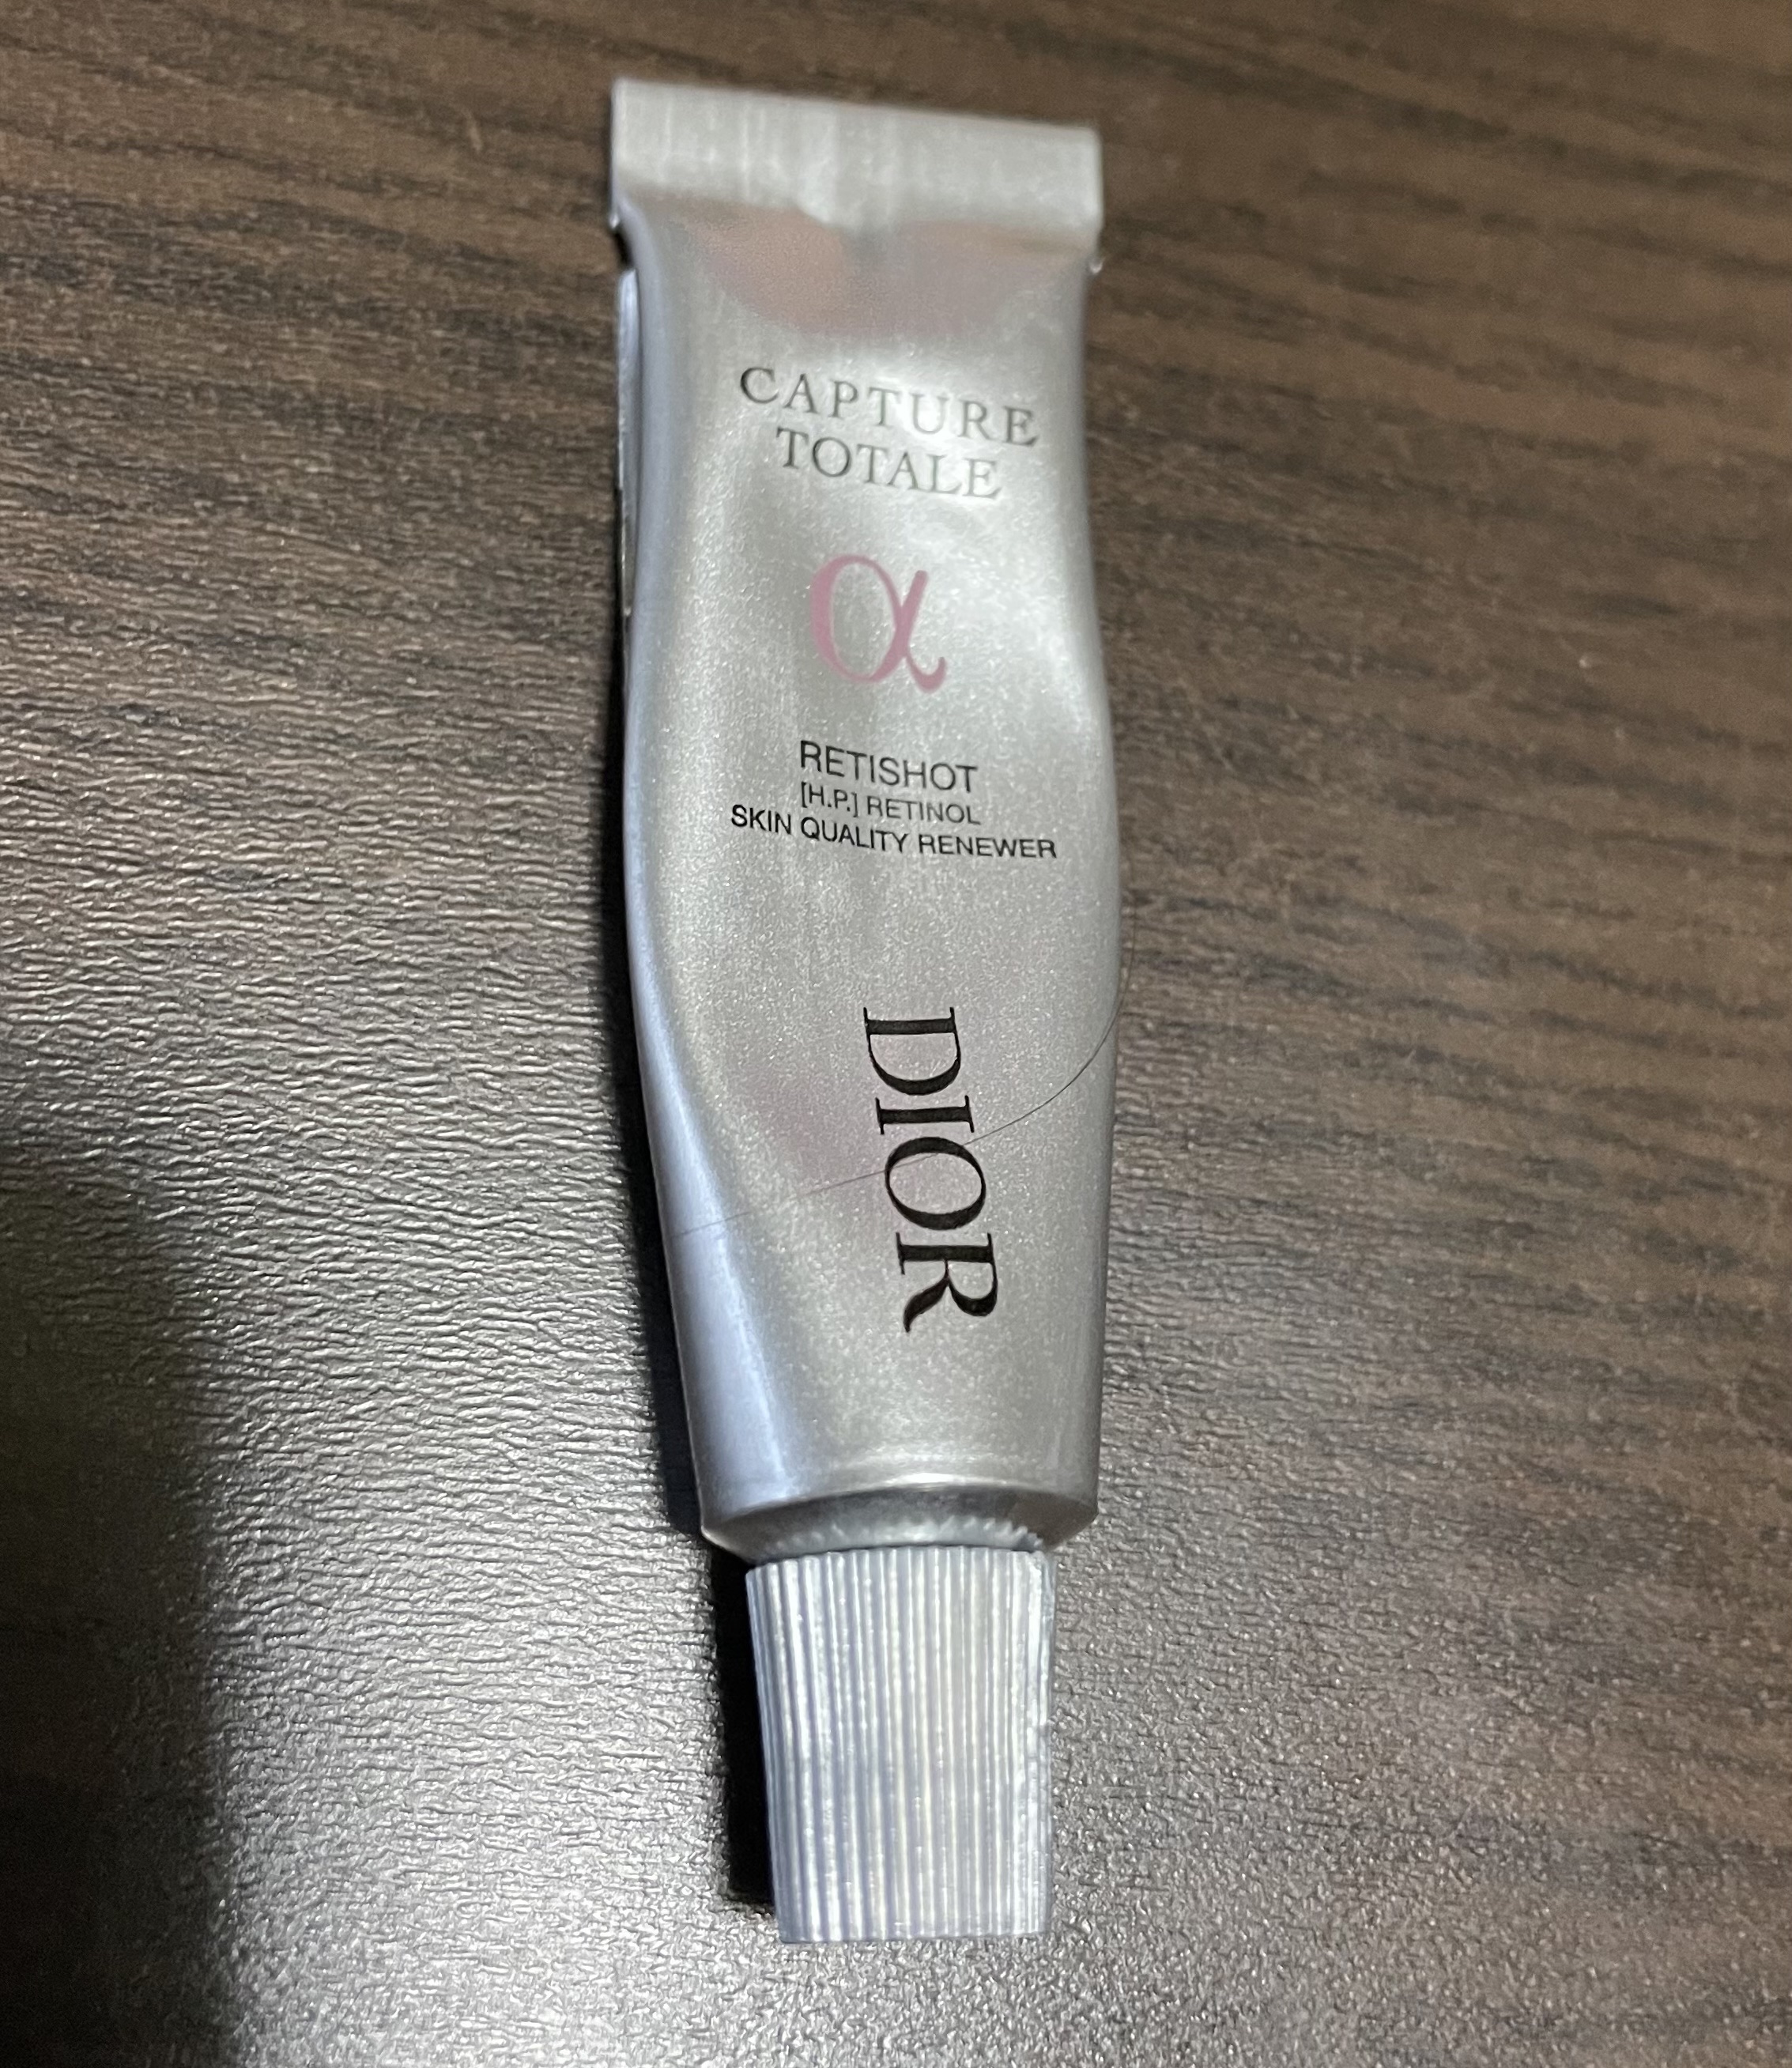 CAPTURE
TOTALE
α
RETISHOT
[H.P.] RETINOL
SKIN QUALITY RENEWER
DIOR